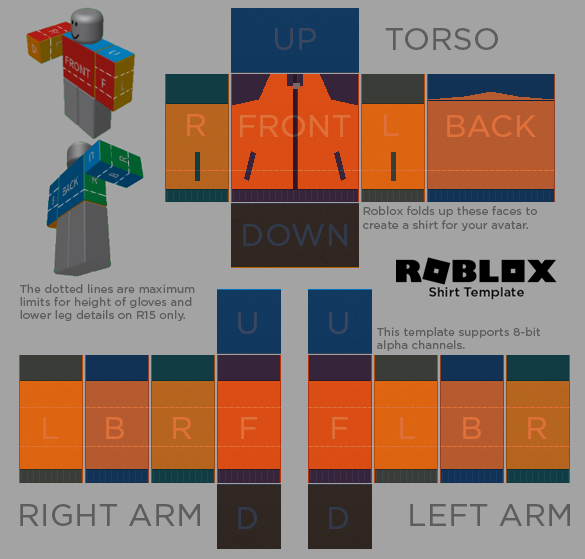 UP
TORSO
R
FRONT
L
BACK
FRONT
F
U
L
BACK
R
DOWN
Roblox folds up these faces to
create a shirt for your avatar.
ROBLOX
Shirt Template
The dotted lines are maximum
limits for height of gloves and
lower leg details on R15 only.
U
U
This template supports 8-bit
alpha channels.
L
B
R
F
F
L
B
R
RIGHT ARM
D
D
LEFT ARM